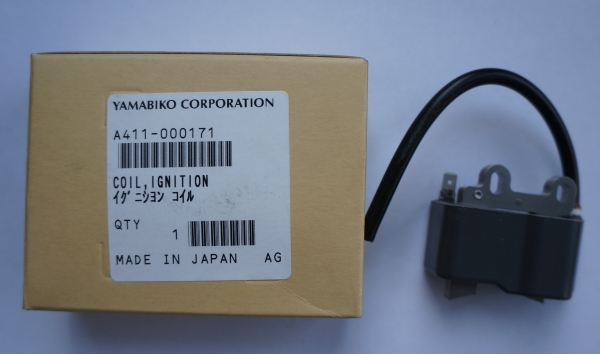 YAMABIKO CORPORATION
A411-000171
COIL,IGNITION
ｲｸﾞﾆｼﾖﾝ ｺｲﾙ
QTY
1
MADE IN JAPAN AG